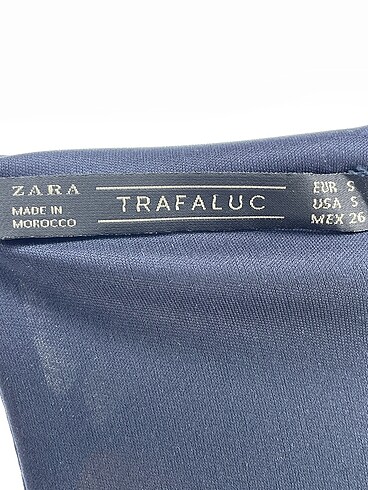 ZARA
MADE IN
MOROCCO
TRAFALUC
EUR S
USA S
MEX 26